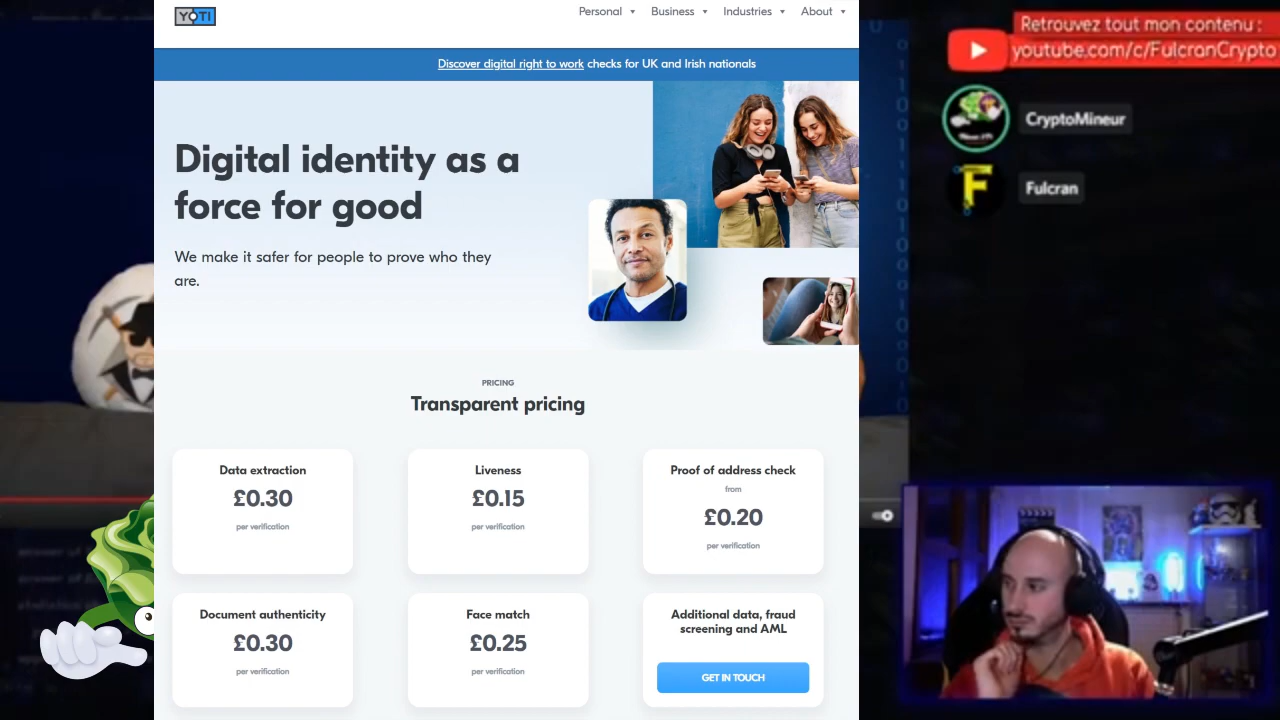 YOTI
Personal
Business
Industries
About
Discover digital right to work checks for UK and Irish nationals
Digital identity as a
force for good
We make it safer for people to prove who they
are.
PRICING
Transparent pricing
Data extraction
£0.30
per verification
Liveness
£0.15
per verification
Proof of address check
from
£0.20
per verification
Document authenticity
£0.30
per verification
Face match
£0.25
per verification
Additional data, fraud
screening and AML
GET IN TOUCH
Retrouvez tout mon contenu :
youtube.com/c/FulcranCrypto
CryptoMineur
F
Fulcran